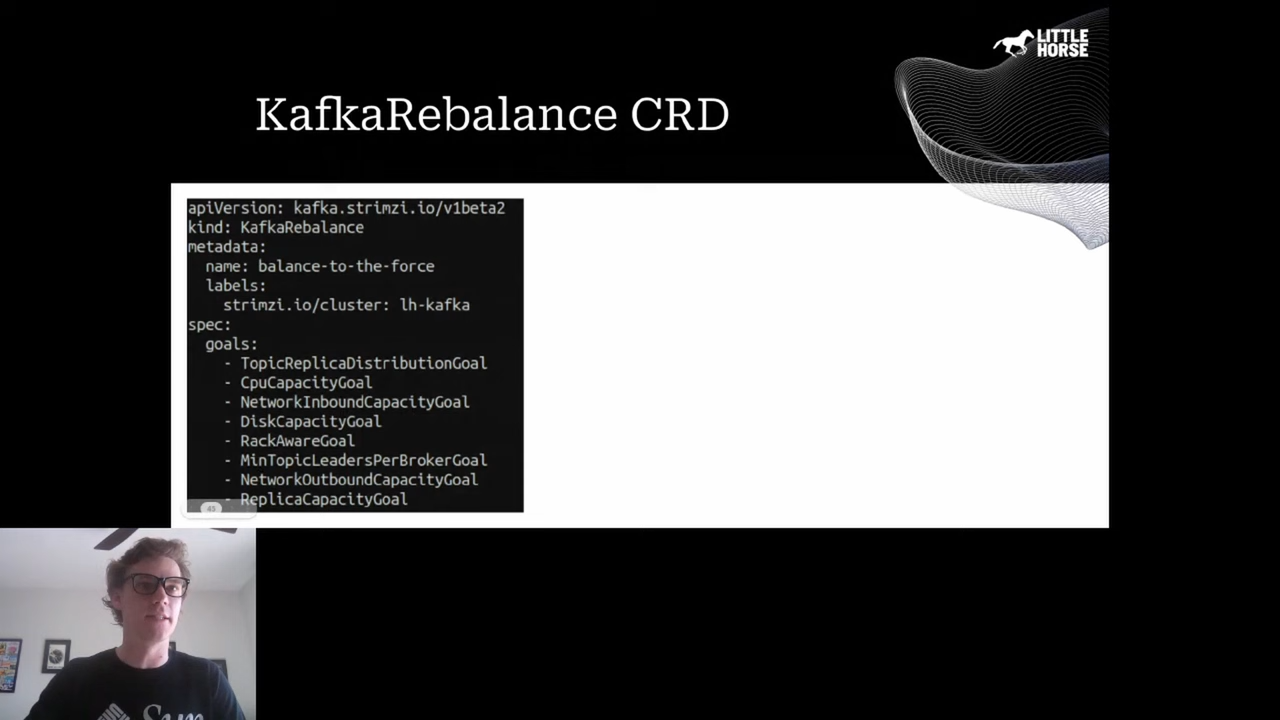 LITTLE
HORSE
KafkaRebalance CRD
apiVersion: kafka.strimzi.io/v1beta2
kind: KafkaRebalance
metadata:
  name: balance-to-the-force
  labels:
    strimzi.io/cluster: lh-kafka
spec:
  goals:
    - TopicReplicaDistributionGoal
    - CpuCapacityGoal
    - NetworkInboundCapacityGoal
    - DiskCapacityGoal
    - RackAwareGoal
    - MinTopicLeadersPerBrokerGoal
    - NetworkOutboundCapacityGoal
    - ReplicaCapacityGoal
Sun